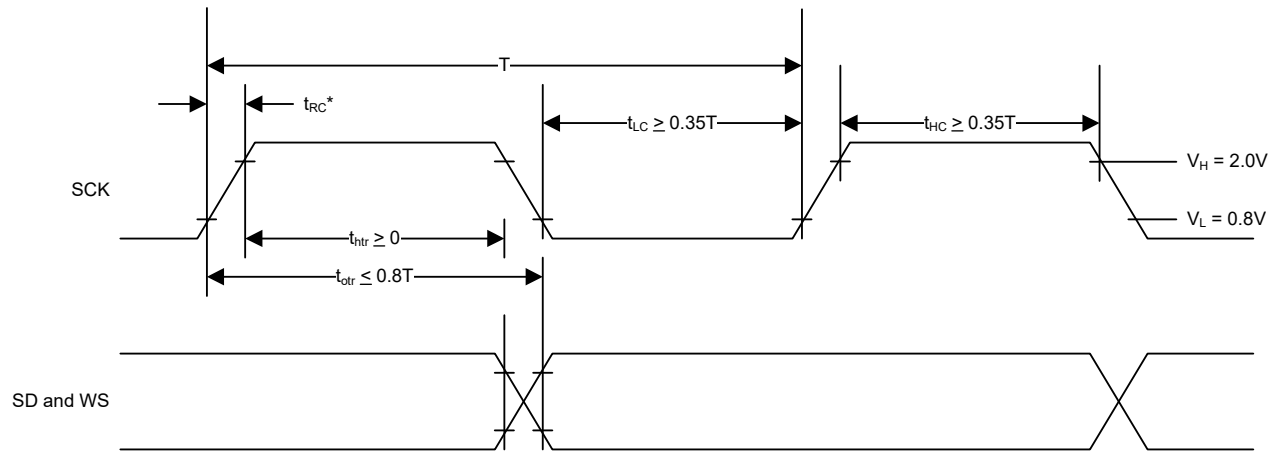 T
tRC*
tLC ≥ 0.35T
tHC ≥ 0.35T
VH = 2.0V
SCK
VL = 0.8V
thtr ≥ 0
totr ≤ 0.8T
SD and WS